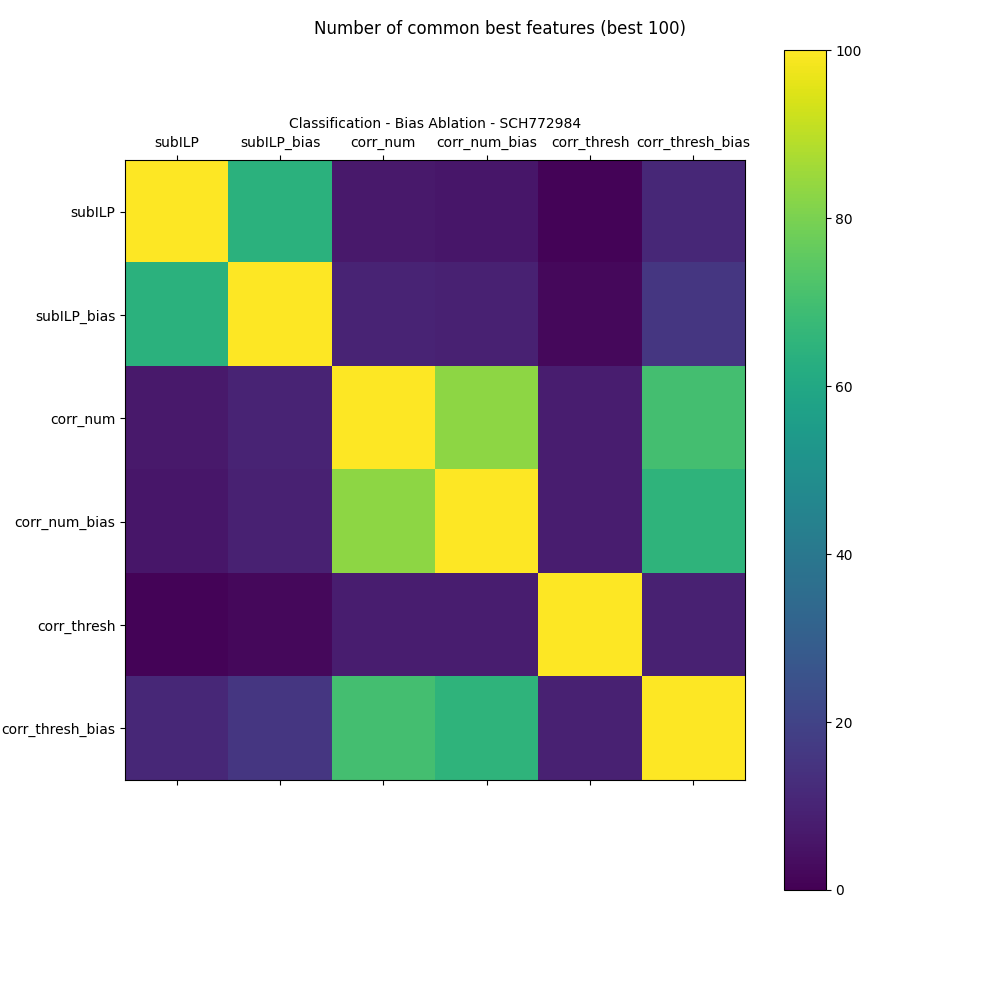 Number of common best features (best 100)
Classification - Bias Ablation - SCH772984
subILP subILP_bias corr_num corr_num_bias corr_thresh corr_thresh_bias
subILP
subILP_bias
corr_num
corr_num_bias
corr_thresh
corr_thresh_bias
100
80
60
40
20
0